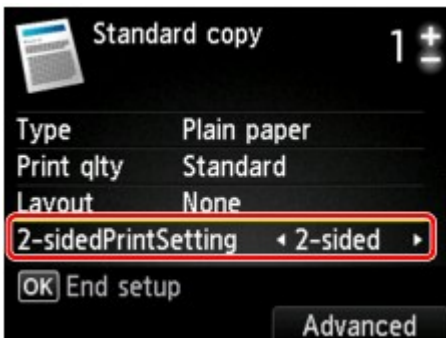 Standard copy 1 +
-
Type Plain paper
Print qlty Standard
Layout None
2-sidedPrintSetting 2-sided
OK End setup
Advanced